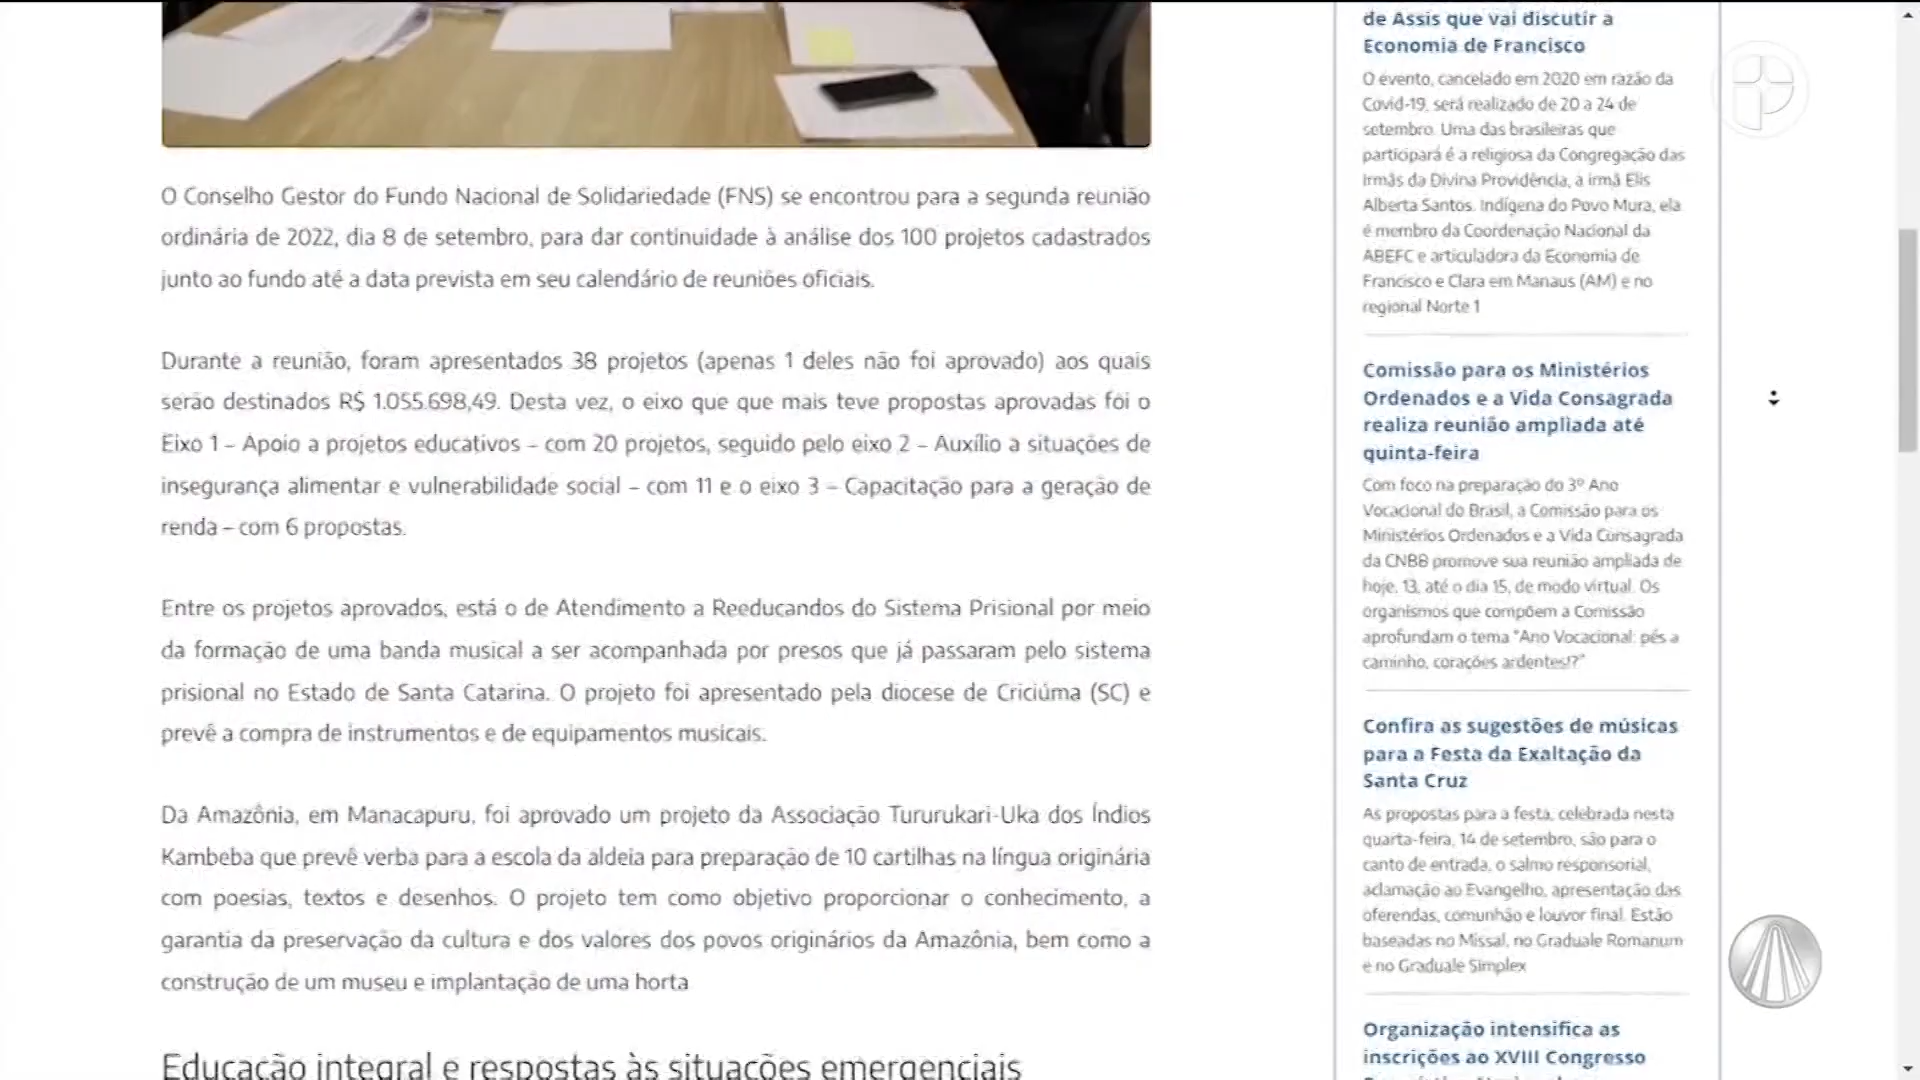 O Conselho Gestor do Fundo Nacional de Solidariedade (FNS) se encontrou para a segunda reunião
ordinária de 2022, dia 8 de setembro, para dar continuidade à análise dos 100 projetos cadastrados
junto ao fundo até a data prevista em seu calendário de reuniões oficiais.
Durante a reunião, foram apresentados 38 projetos (apenas 1 deles não foi aprovado) aos quais
serão destinados R$ 1.055.698,49. Desta vez, o eixo que que mais teve propostas aprovadas foi o
Eixo 1 – Apoio a projetos educativos – com 20 projetos, seguido pelo eixo 2 – Auxílio a situações de
insegurança alimentar e vulnerabilidade social – com 11 e o eixo 3 – Capacitação para a geração de
renda – com 6 propostas.
Entre os projetos aprovados, está o de Atendimento a Reeducandos do Sistema Prisional por meio
da formação de uma banda musical a ser acompanhada por presos que já passaram pelo sistema
prisional no Estado de Santa Catarina. O projeto foi apresentado pela diocese de Criciúma (SC) e
prevê a compra de instrumentos e de equipamentos musicais.
Da Amazônia, em Manacapuru, foi aprovado um projeto da Associação Tururukari-Uka dos Índios
Kambeba que prevê verba para a escola da aldeia para preparação de 10 cartilhas na língua originária
com poesias, textos e desenhos. O projeto tem como objetivo proporcionar o conhecimento, a
garantia da preservação da cultura e dos valores dos povos originários da Amazônia, bem como a
construção de um museu e implantação de uma horta
Educação integral e respostas às situações emergenciais
de Assis que vai discutir a
Economia de Francisco
O evento, cancelado em 2020 em razão da
Covid-19, será realizado de 20 a 24 de
setembro. Uma das brasileiras que
participará é a religiosa da Congregação das
Irmãs da Divina Providência, a irmã Elis
Alberta Santos. Indígena do Povo Mura, ela
é membro da Coordenação Nacional da
ABEFC e articuladora da Economia de
Francisco e Clara em Manaus (AM) e no
regional Norte 1
Comissão para os Ministérios
Ordenados e a Vida Consagrada
realiza reunião ampliada até
quinta-feira
Com foco na preparação do 3º Ano
Vocacional do Brasil, a Comissão para os
Ministérios Ordenados e a Vida Consagrada
da CNBB promove sua reunião ampliada de
hoje, 13, até o dia 15, de modo virtual. Os
organismos que compõem a Comissão
aprofundam o tema "Ano Vocacional: pés a
caminho, corações ardentes!?"
Confira as sugestões de músicas
para a Festa da Exaltação da
Santa Cruz
As propostas para a festa, celebrada nesta
quarta-feira, 14 de setembro, são para o
canto de entrada, o salmo responsorial,
aclamação ao Evangelho, apresentação das
oferendas, comunhão e louvor final. Estão
baseadas no Missal, no Graduale Romanum
e no Graduale Simplex
Organização intensifica as
inscrições ao XVIII Congresso